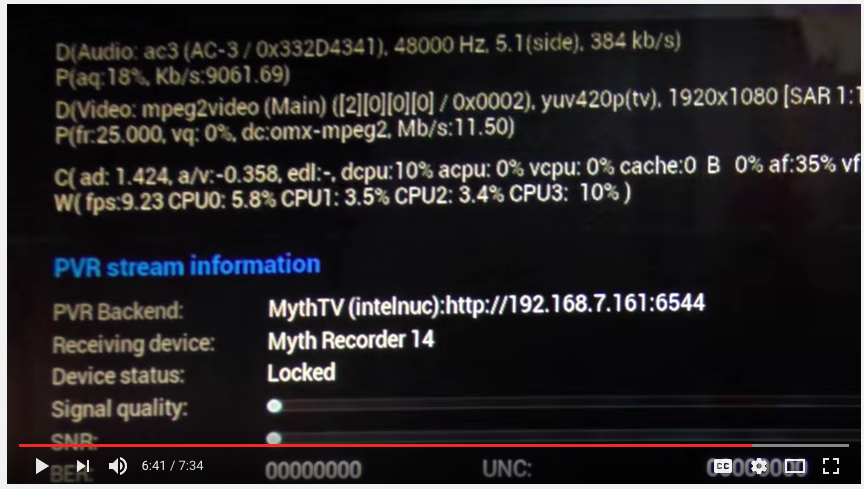 D(Audio: ac3 (AC-3 / 0x332D4341), 48000 Hz, 5.1(side), 384 kb/s)
P(aq:18%, Kb/s:9061.69)
D(Video: mpeg2video (Main) ([2][0][0][0] / 0x0002), yuv420p(tv), 1920x1080 [SAR 1:1
P(fr:25.000, vq: 0%, dc:omx-mpeg2, Mb/s:11.50)
C( ad: 1.424, a/v:-0.358, edl:-, dcpu:10% acpu: 0% vcpu: 0% cache:0 B 0% af:35% vf
W( fps:9.23 CPU0: 5.8% CPU1: 3.5% CPU2: 3.4% CPU3: 10% )
PVR stream information
PVR Backend: MythTV (intelnuc):http://192.168.7.161:6544
Receiving device: Myth Recorder 14
Device status: Locked
Signal quality:
SNR:
6:41 / 7:34 CC
BER: 00000000 UNC: 00000000